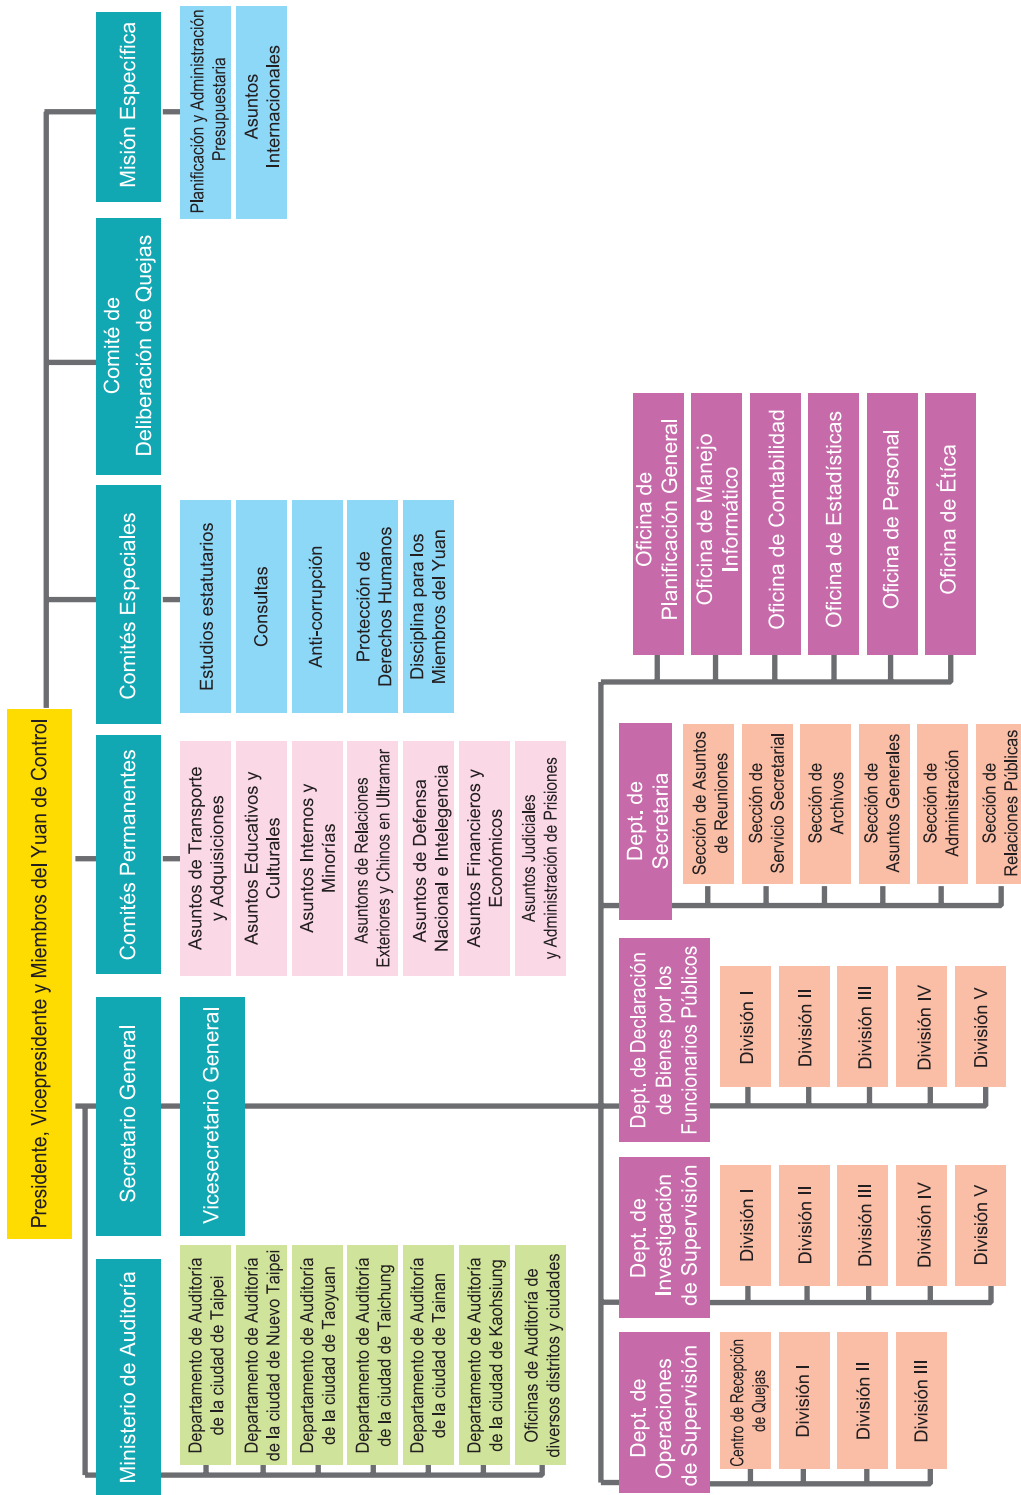 Presidente, Vicepresidente y Miembros del Yuan de Control
Ministerio de Auditoría
Departamento de Auditoría
de la ciudad de Taipei
Departamento de Auditoría
de la ciudad de Nuevo Taipei
Departamento de Auditoría
de la ciudad de Taoyuan
Departamento de Auditoría
de la ciudad de Taichung
Departamento de Auditoría
de la ciudad de Tainan
Departamento de Auditoría
de la ciudad de Kaohsiung
Oficinas de Auditoría de
diversos distritos y ciudades
Secretario General
Vicesecretario General
Comités Permanentes
Asuntos de Transporte
y Adquisiciones
Asuntos Educativos y
Culturales
Asuntos Internos y
Minorías
Asuntons de Relaciones
Exteriores y Chinos en Ultramar
Asuntos de Defensa
Nacional e Intelegencia
Asuntos Financieros y
Económicos
Asuntos Judiciales
y Administración de Prisiones
Comités Especiales
Estudios estatutarios
Consultas
Anti-corrupción
Protección de
Derechos Humanos
Disciplina para los
Miembros del Yuan
Comité de
Deliberación de Quejas
Misión Específica
Planificación y Administración
Presupuestaria
Asuntos
Internacionales
Dept. de
Operaciones
de Supervisión
Centro de Recepción
de Quejas
División I
División II
División III
Dept. de
Investigación
de Supervisión
División I
División II
División III
División IV
División V
Dept. de Declaración
de Bienes por los
Funcionarios Públicos
División I
División II
División III
División IV
División V
Dept. de
Secretaria
Sección de Asuntos
de Reuniones
Sección de
Servicio Secretarial
Sección de
Archivos
Sección de
Asuntos Generales
Sección de
Administración
Sección de
Relaciones Públicas
Oficina de
Planificación General
Oficina de Manejo
Informático
Oficina de Contabilidad
Oficina de Estadísticas
Oficina de Personal
Oficina de Ética